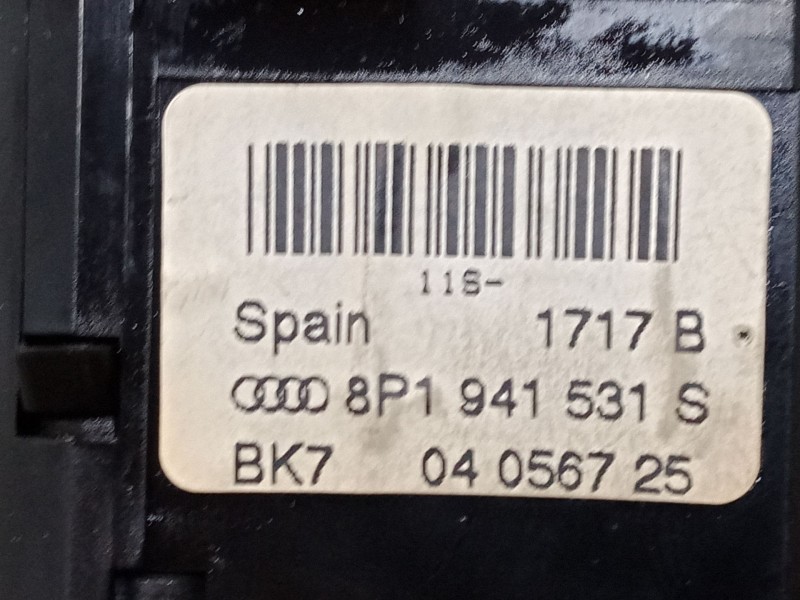 11S-
Spain 1717 B
8P1 941 531 S
BK7 04 0567 25